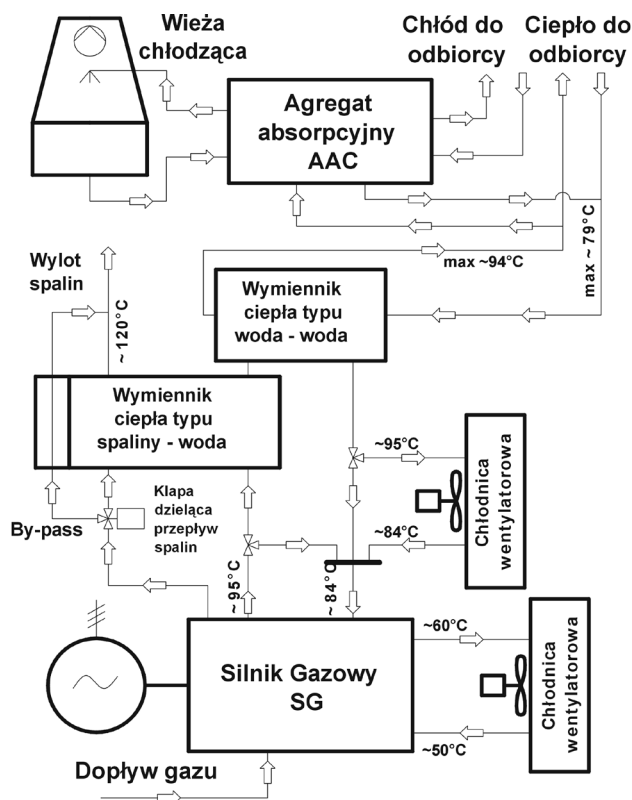 Wieża
chłodząca
Chłód do
odbiorcy
Ciepło do
odbiorcy
Agregat
absorpcyjny
AAC
max ~94°C
max ~ 79°C
Wylot
spalin
~120°C
Wymiennik
ciepła typu
woda - woda
Wymiennik
ciepła typu
spaliny - woda
~95°C
Chłodnica
wentylatorowa
~84°C
By-pass
Klapa
dzieląca
przepływ
spalin
~95°C
~84°C
Silnik Gazowy
SG
~60°C
Chłodnica
wentylatorowa
~50°C
Dopływ gazu